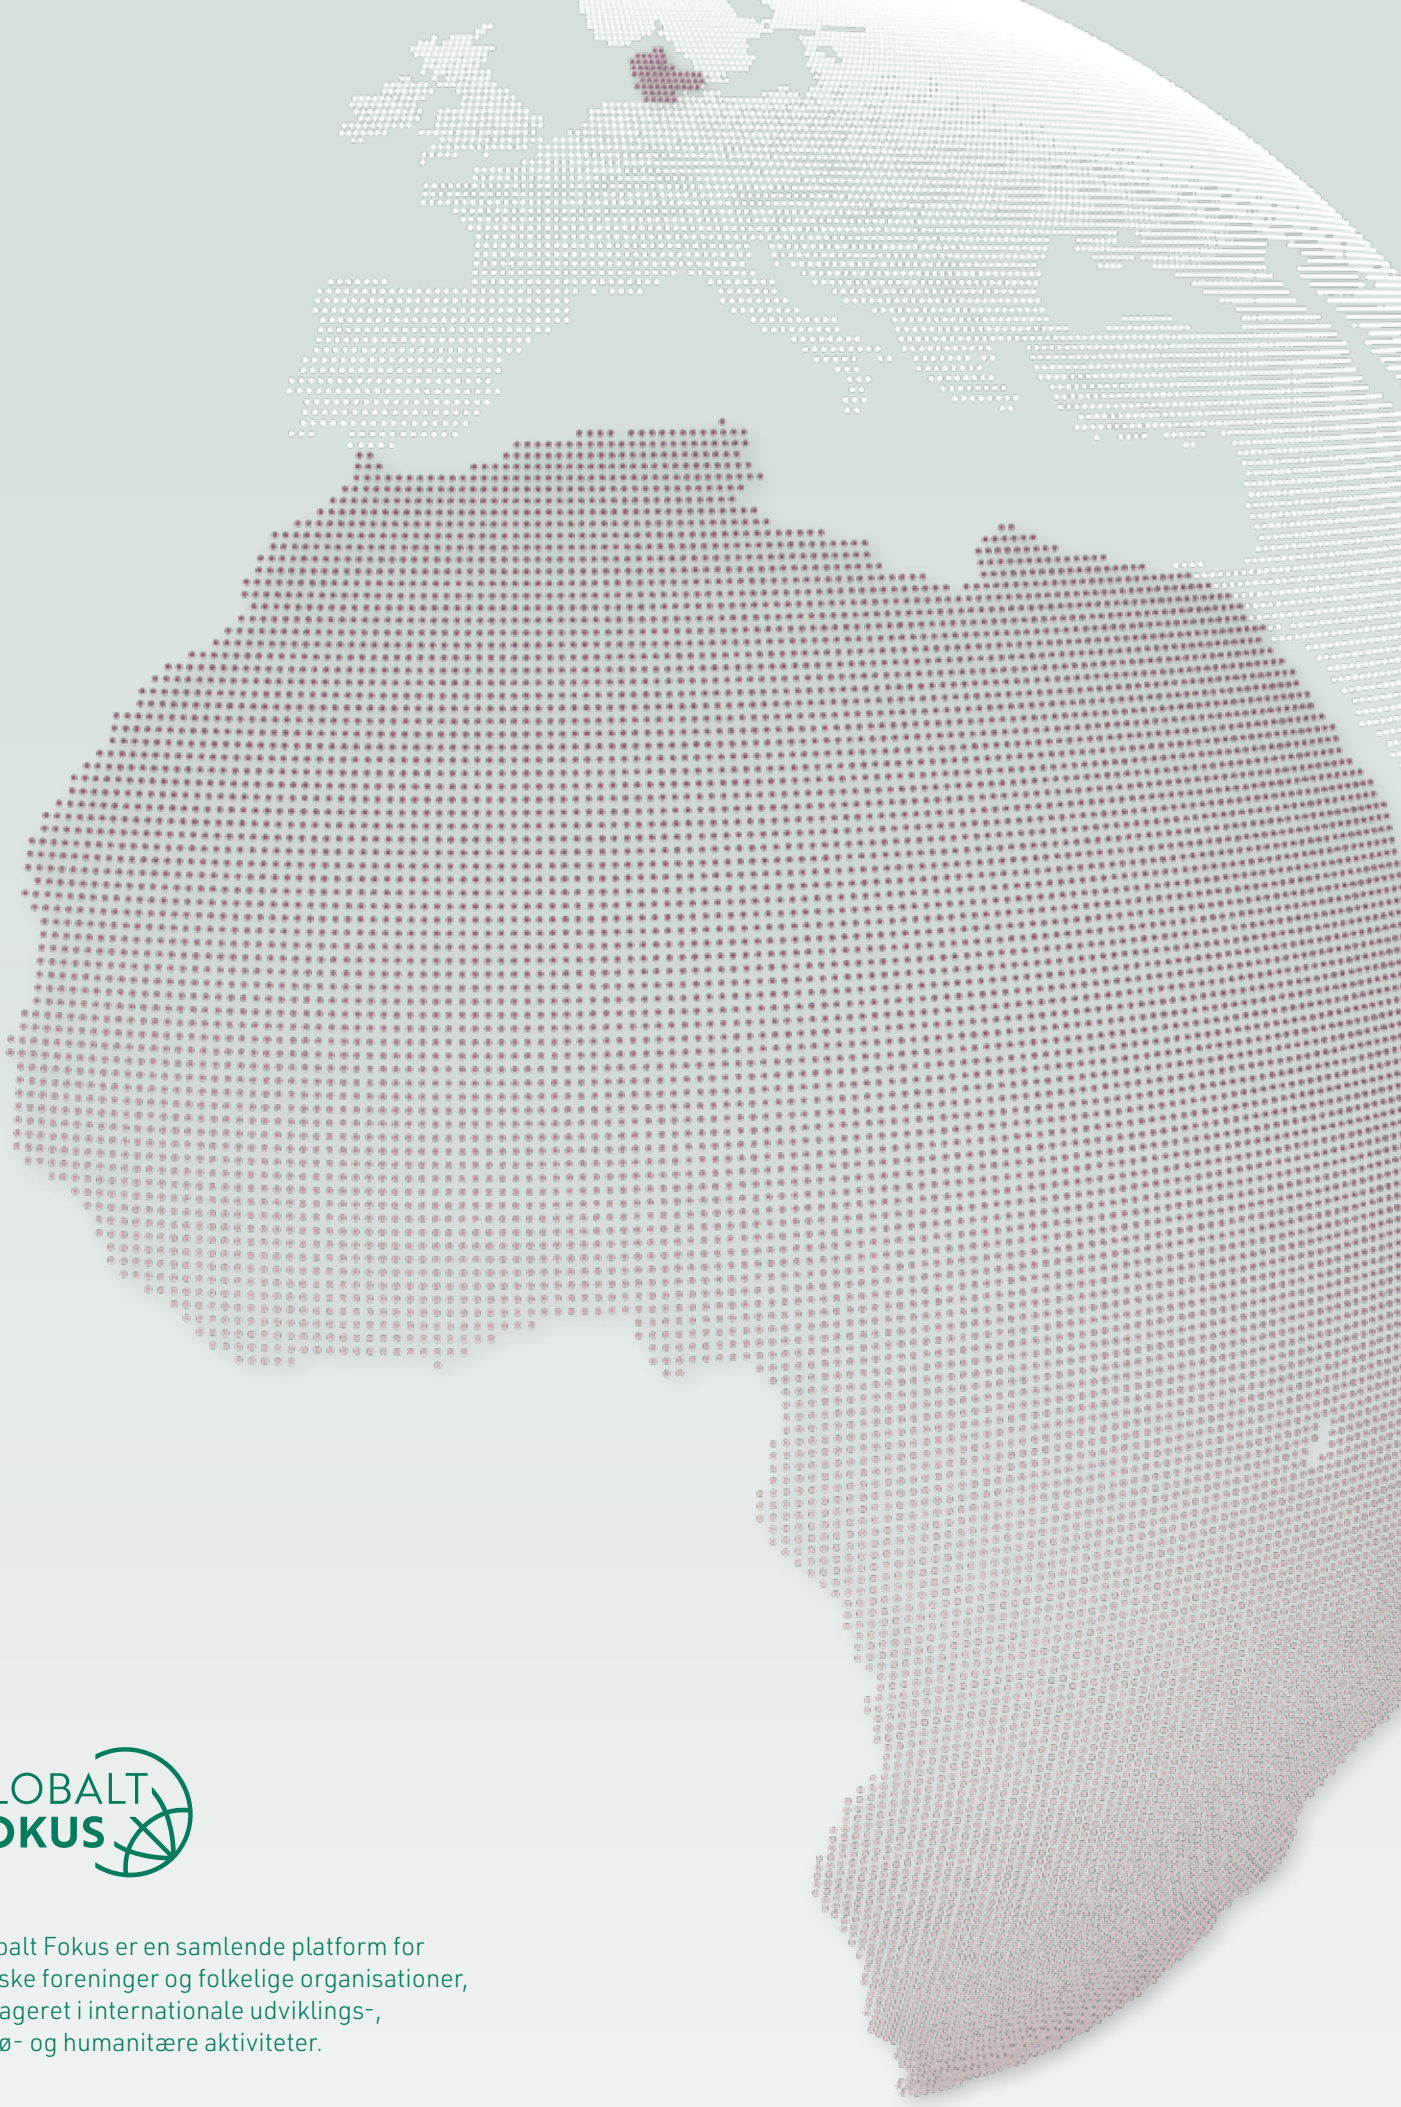 LOBALT
OKUS
balt Fokus er en samlende platform for
ske foreninger og folkelige organisationer,
ageret i internationale udviklings-,
ø- og humanitære aktiviteter.